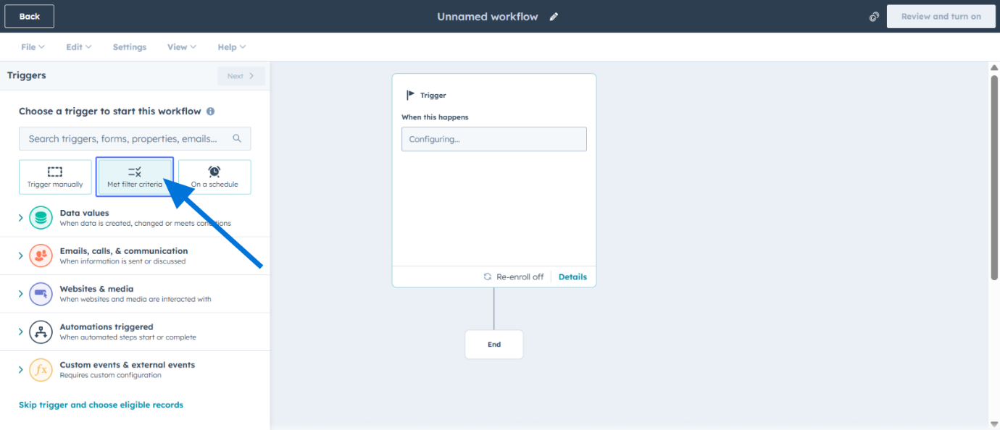 Back
Unnamed workflow
Review and turn on
File
Edit
Settings
View
Help
Triggers
Next
Choose a trigger to start this workflow
Search triggers, forms, properties, emails...
Trigger manually
Met filter criteria
On a schedule
Data values
When data is created, changed or meets conditions
Emails, calls, & communication
When information is sent or discussed
Websites & media
When websites and media are interacted with
Automations triggered
When automated steps start or complete
fx
Custom events & external events
Requires custom configuration
Skip trigger and choose eligible records
Trigger
When this happens
Configuring...
Re-enroll off
Details
End